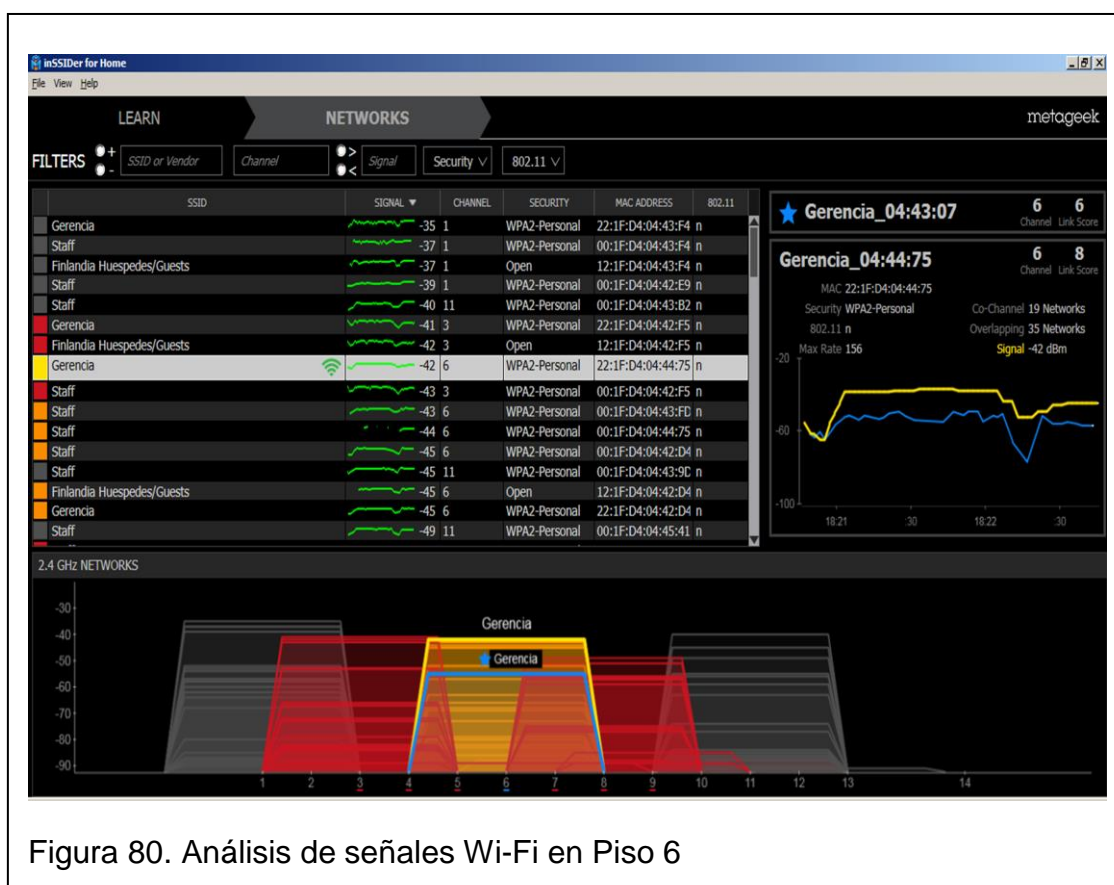 inSSIDer for Home
File View Help
LEARN NETWORKS metageek
FILTERS + - SSID or Vendor Channel > < Signal Security 802.11
SSID SIGNAL CHANNEL SECURITY MAC ADDRESS 802.11
Gerencia -35 1 WPA2-Personal 22:1F:D4:04:43:F4 n
Staff -37 1 WPA2-Personal 00:1F:D4:04:43:F4 n
Finlandia Huespedes/Guests -37 1 Open 12:1F:D4:04:43:F4 n
Staff -39 1 WPA2-Personal 00:1F:D4:04:42:E9 n
Staff -40 11 WPA2-Personal 00:1F:D4:04:43:B2 n
Gerencia -41 3 WPA2-Personal 22:1F:D4:04:42:F5 n
Finlandia Huespedes/Guests -42 3 Open 12:1F:D4:04:42:F5 n
Gerencia -42 6 WPA2-Personal 22:1F:D4:04:44:75 n
Staff -43 3 WPA2-Personal 00:1F:D4:04:42:F5 n
Staff -43 6 WPA2-Personal 00:1F:D4:04:43:FD n
Staff -44 6 WPA2-Personal 00:1F:D4:04:44:75 n
Staff -45 6 WPA2-Personal 00:1F:D4:04:42:D4 n
Staff -45 11 WPA2-Personal 00:1F:D4:04:43:9D n
Finlandia Huespedes/Guests -45 6 Open 12:1F:D4:04:42:D4 n
Gerencia -45 6 WPA2-Personal 22:1F:D4:04:42:D4 n
Staff -49 11 WPA2-Personal 00:1F:D4:04:45:41 n
Gerencia_04:43:07 6 6
Channel Link Score
Gerencia_04:44:75 6 8
Channel Link Score
MAC 22:1F:D4:04:44:75
Security WPA2-Personal Co-Channel 19 Networks
802.11 n Overlapping 35 Networks
Max Rate 156 Signal -42 dBm
-20
-60
-100
18:21 :30 18:22 :30
2.4 GHz NETWORKS
-30
-40
-50
-60
-70
-80
-90
Gerencia
Gerencia
1 2 3 4 5 6 7 8 9 10 11 12 13 14
Figura 80. Análisis de señales Wi-Fi en Piso 6